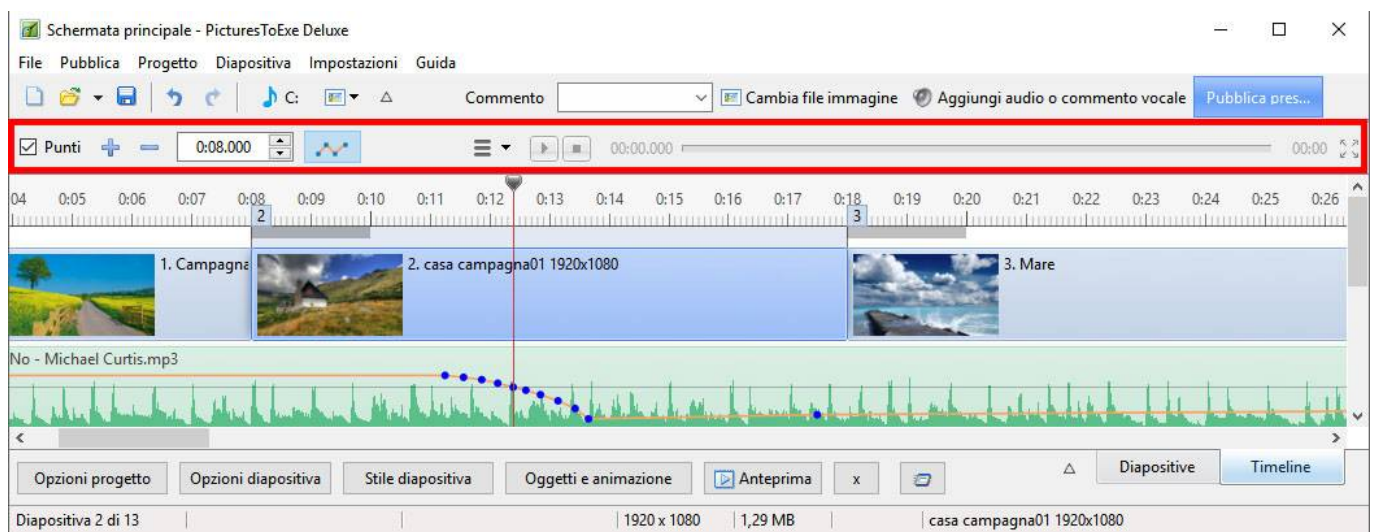 Schermata principale - PicturesToExe Deluxe
File Pubblica Progetto Diapositiva Impostazioni Guida
C: Commento Cambia file immagine Aggiungi audio o commento vocale Pubblica pres...
Punti 0:08.000 00:00.000 00:00
04 0:05 0:06 0:07 0:08 0:09 0:10 0:11 0:12 0:13 0:14 0:15 0:16 0:17 0:18 0:19 0:20 0:21 0:22 0:23 0:24 0:25 0:26
2 3
1. Campagna 2. casa campagna01 1920x1080 3. Mare
No - Michael Curtis.mp3
Opzioni progetto Opzioni diapositiva Stile diapositiva Oggetti e animazione Anteprima x Diapositive Timeline
Diapositiva 2 di 13 1920 x 1080 1,29 MB casa campagna01 1920x1080